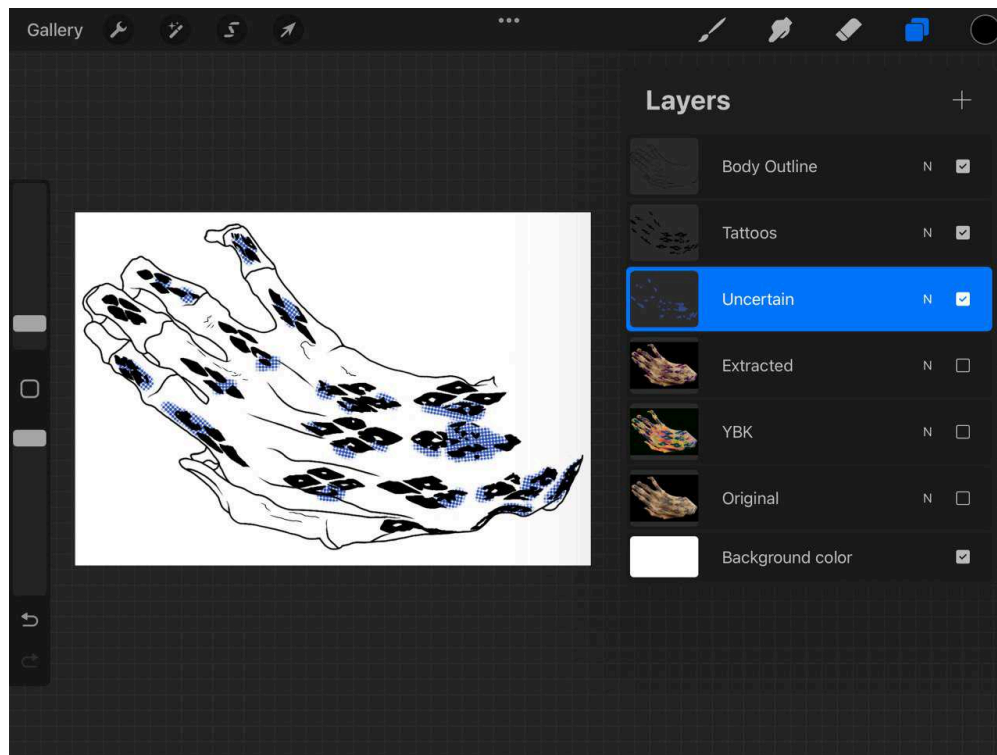 Gallery
Layers
Body Outline N
Tattoos N
Uncertain N
Extracted N
YBK N
Original N
Background color